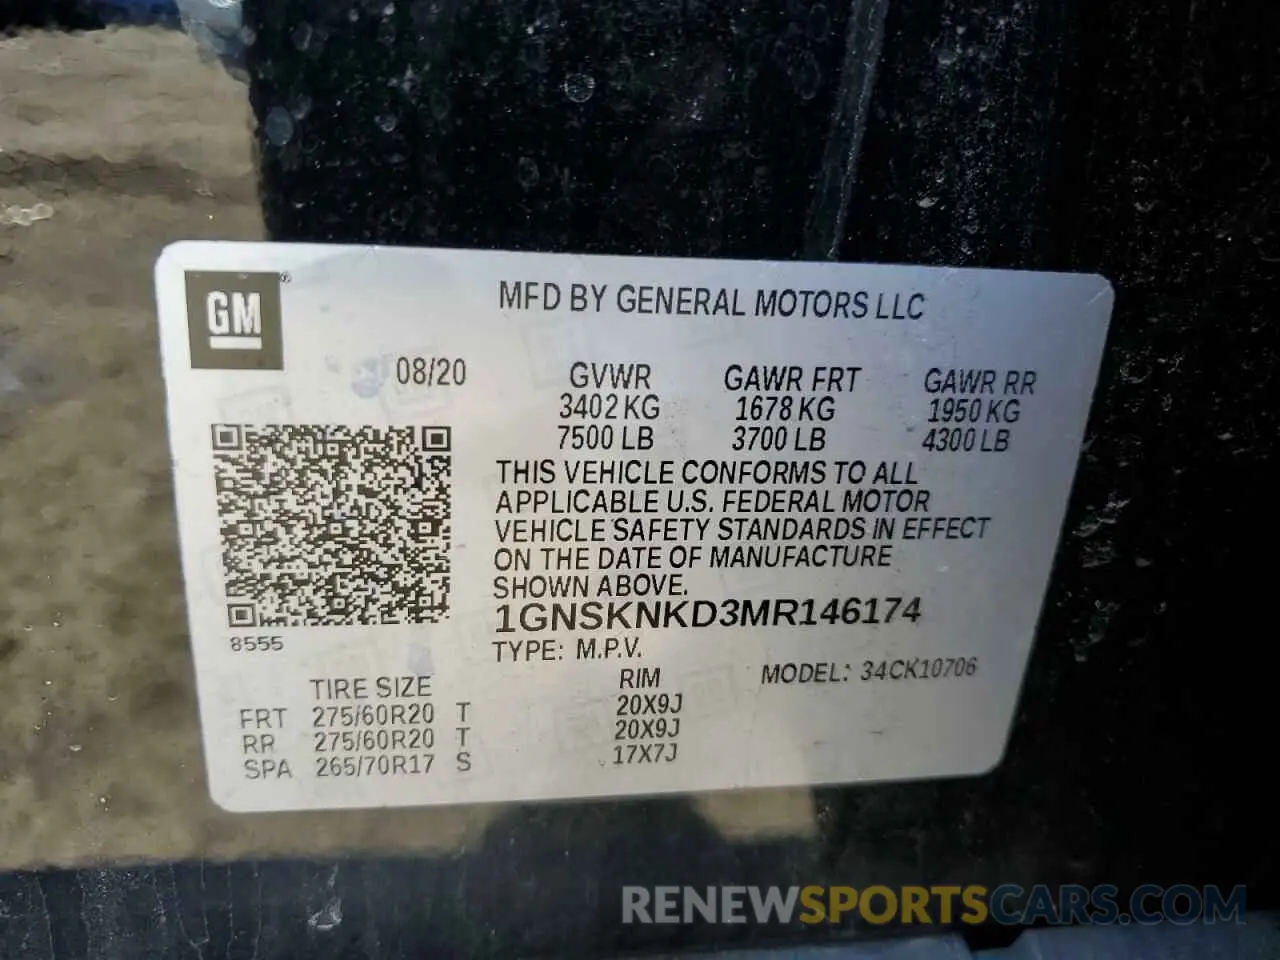 GM®
MFD BY GENERAL MOTORS LLC
08/20
GVWR GAWR FRT GAWR RR
3402 KG 1678 KG 1950 KG
7500 LB 3700 LB 4300 LB
THIS VEHICLE CONFORMS TO ALL
APPLICABLE U.S. FEDERAL MOTOR
VEHICLE SAFETY STANDARDS IN EFFECT
ON THE DATE OF MANUFACTURE
SHOWN ABOVE.
1GNSKNKD3MR146174
8555
TYPE: M.P.V.
MODEL: 34CK10706
TIRE SIZE RIM
FRT 275/60R20 T 20X9J
RR 275/60R20 T 20X9J
SPA 265/70R17 S 17X7J
RENEWSPORTSCARS.COM